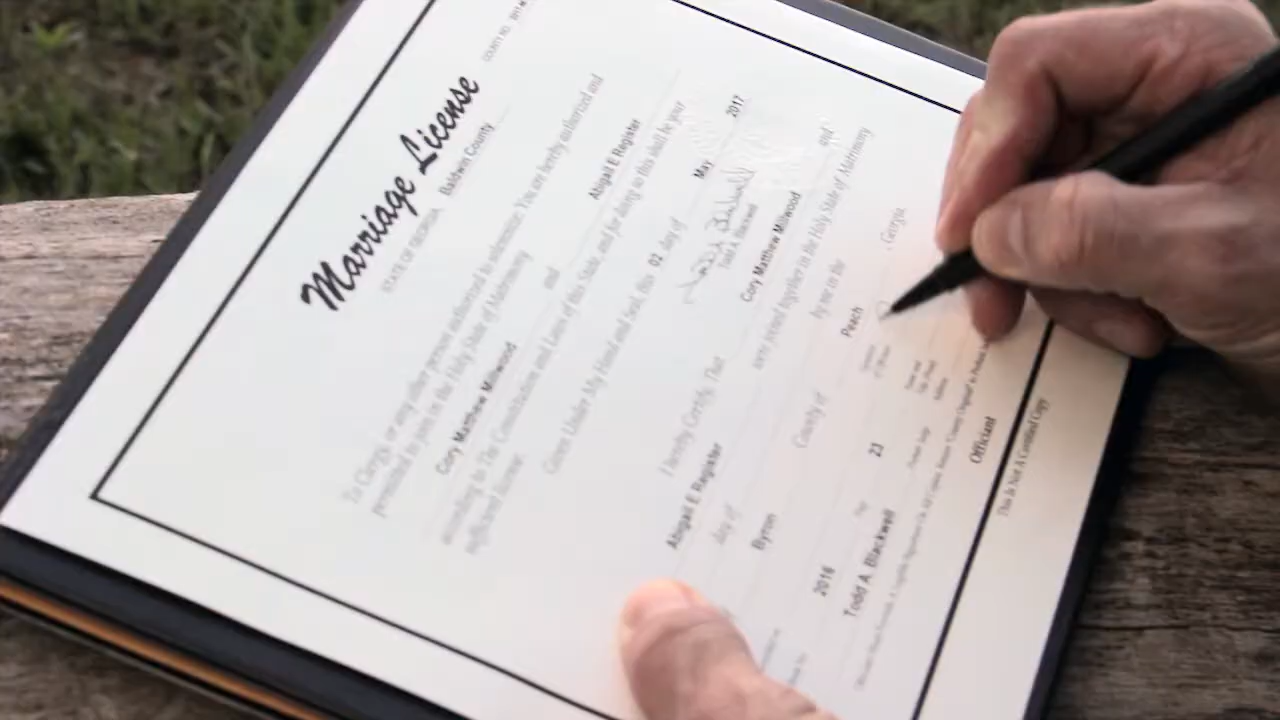 Marriage License
STATE OF GEORGIA, Baldwin County
COUNTY NO.
To Clergy or any other person authorized to solemnize: You are hereby authorized and
permitted to join in the Holy State of Matrimony
Cory Matthew Millwood and Abigail E Register
according to The Constitution and Laws of this State, and for doing so this shall be your
sufficient license.
Given Under My Hand and Seal, this 02 day of May 2017
Todd A. Blackwell
I hereby Certify, That Cory Matthew Millwood and
Abigail E Register were joined together in the Holy State of Matrimony
day of by me in the
Byron County of Peach , Georgia.
2016 23
Todd A. Blackwell
Officiant
This Is Not A Certified Copy